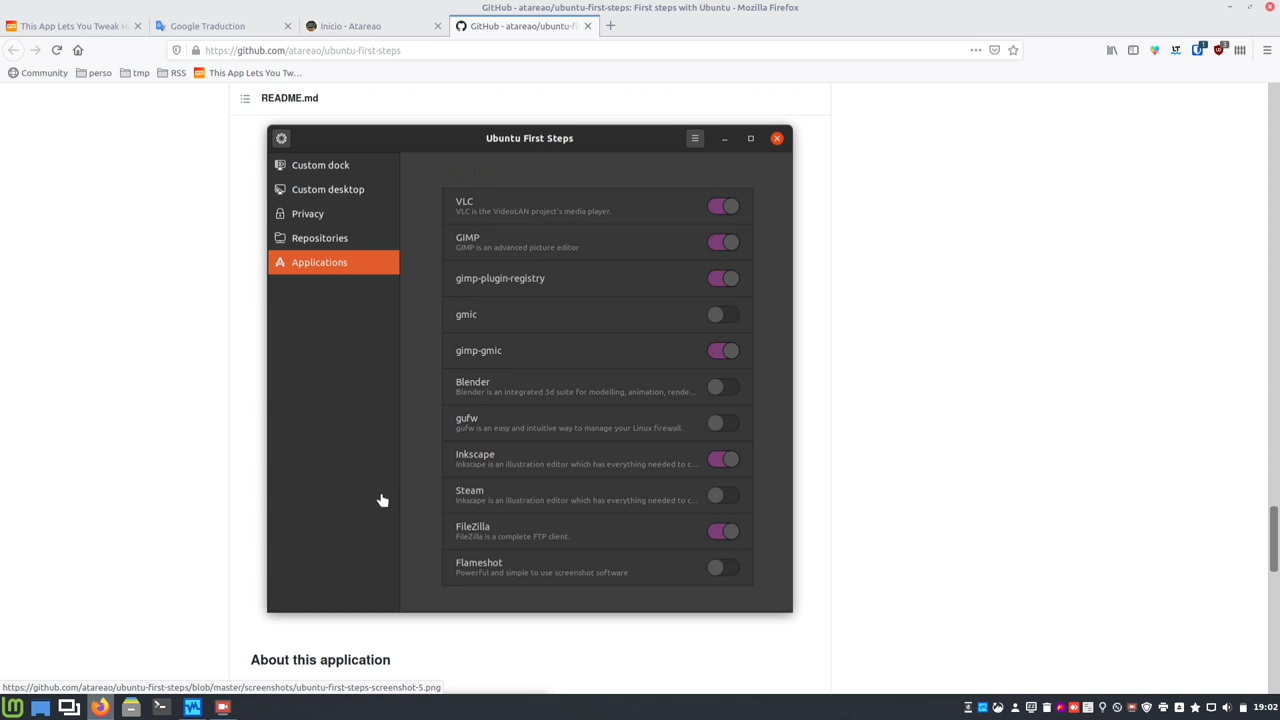 GitHub - atareao/ubuntu-first-steps: First steps with Ubuntu - Mozilla Firefox
This App Lets You Tweak H
Google Traduction
Inicio - Atareao
GitHub - atareao/ubuntu-fi
https://github.com/atareao/ubuntu-first-steps
Community
perso
tmp
RSS
This App Lets You Tw…
README.md
Ubuntu First Steps
Custom dock
Custom desktop
Privacy
Repositories
Applications
VLC
VLC is the VideoLAN project's media player.
GIMP
GIMP is an advanced picture editor
gimp-plugin-registry
gmic
gimp-gmic
Blender
Blender is an integrated 3d suite for modelling, animation, rende…
gufw
gufw is an easy and intuitive way to manage your Linux firewall.
Inkscape
Inkscape is an illustration editor which has everything needed to c…
Steam
Inkscape is an illustration editor which has everything needed to c…
FileZilla
FileZilla is a complete FTP client.
Flameshot
Powerful and simple to use screenshot software
About this application
https://github.com/atareao/ubuntu-first-steps/blob/master/screenshots/ubuntu-first-steps-screenshot-5.png
19:02